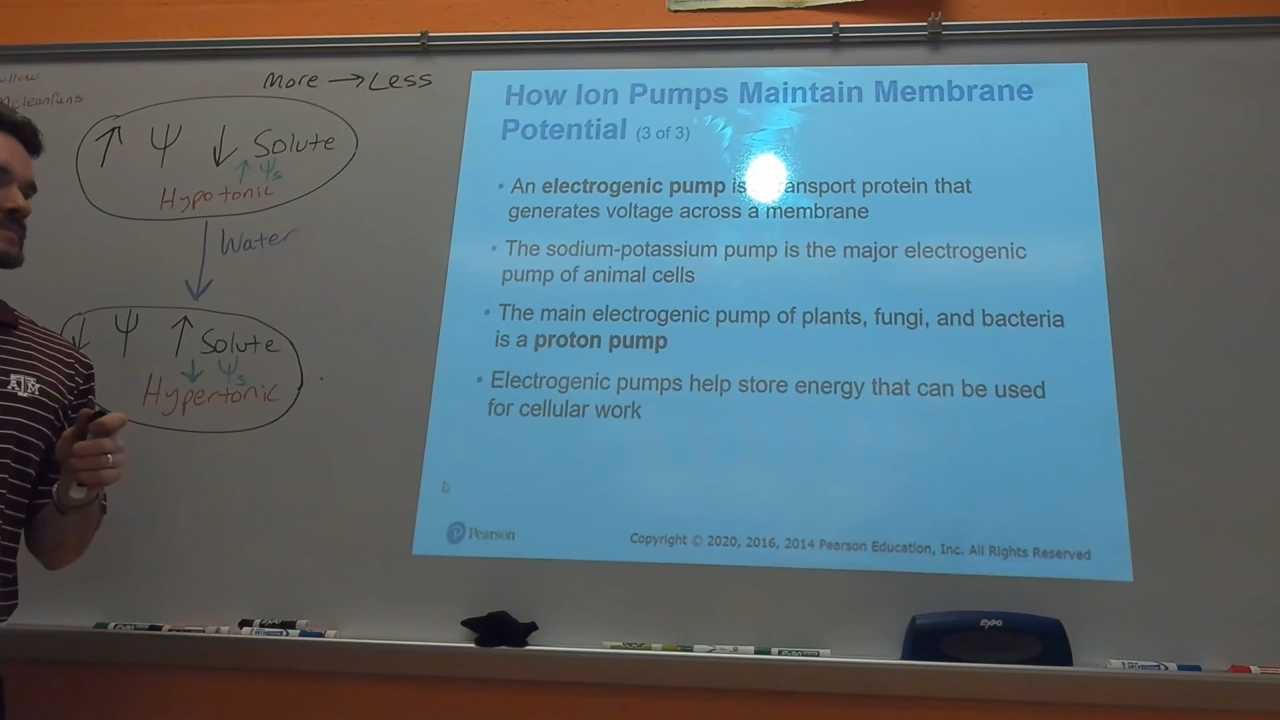 More → Less
↑ Ψ ↓ Solute
↑ Ψs
Hypotonic
Water
↓ Ψ ↑ Solute
↓ Ψs
Hypertonic
ATM
How Ion Pumps Maintain Membrane
Potential (3 of 3)
• An electrogenic pump is transport protein that
generates voltage across a membrane
• The sodium-potassium pump is the major electrogenic
pump of animal cells
• The main electrogenic pump of plants, fungi, and bacteria
is a proton pump
• Electrogenic pumps help store energy that can be used
for cellular work
Pearson
Copyright © 2020, 2016, 2014 Pearson Education, Inc. All Rights Reserved
EXPO